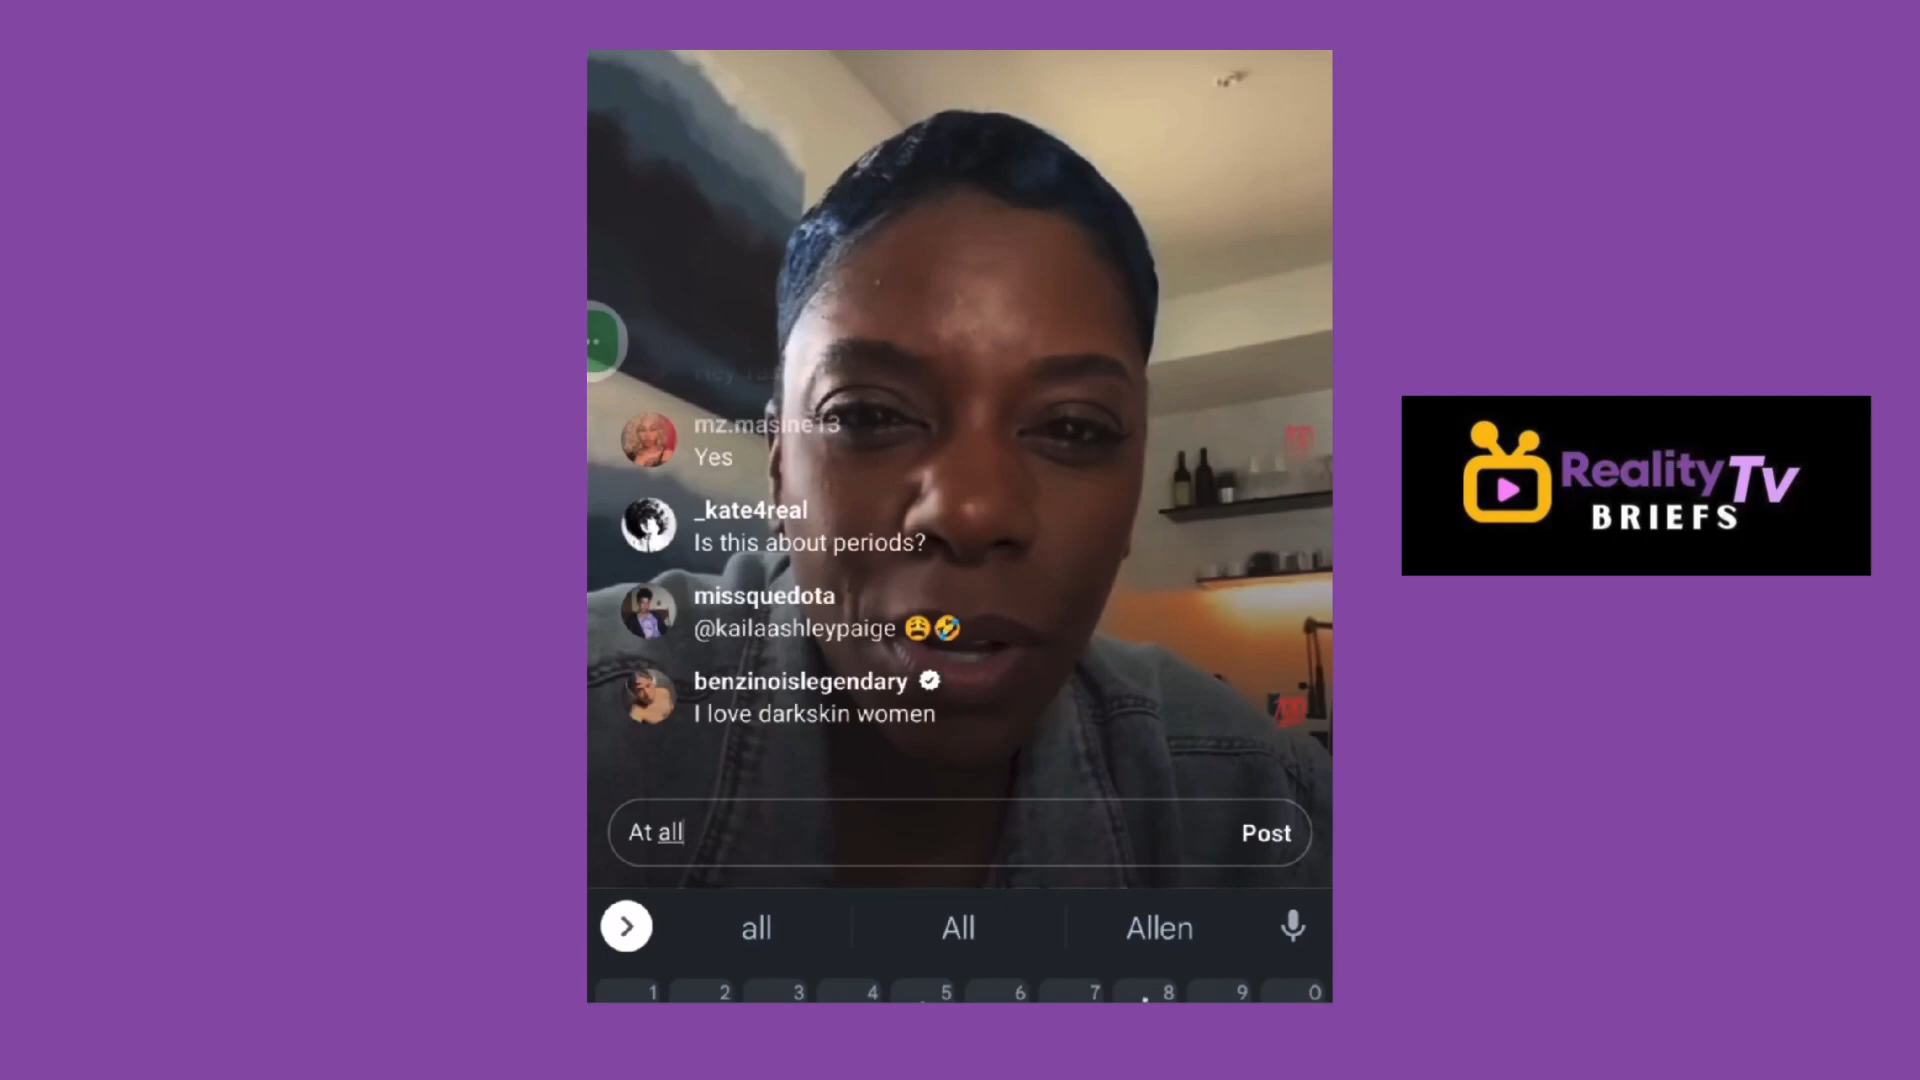 mz.masine13
Yes
_kate4real
Is this about periods?
missquedota
@kailaashleypaige 😩🤣
benzinoislegendary
I love darkskin women
At all
Post
all
All
Allen
1 2 3 4 5 6 7 8 9 0
Reality Tv
BRIEFS